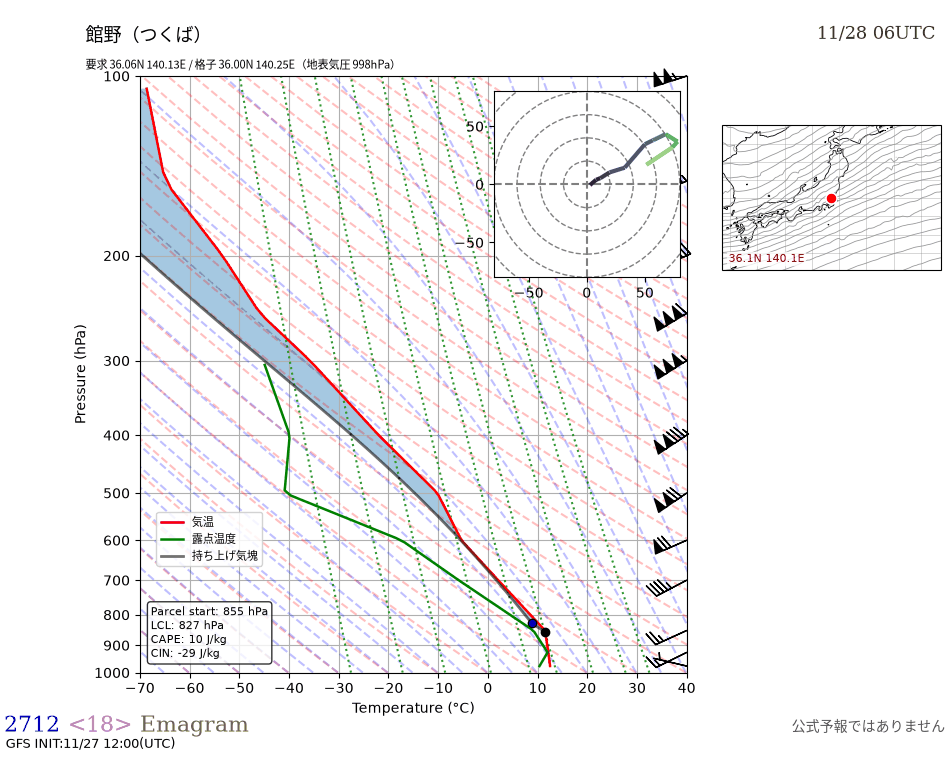 館野（つくば）
11/28 06UTC
要求 36.06N 140.13E / 格子 36.00N 140.25E（地表気圧 998hPa）
100
200
300
400
500
600
700
800
900
1000
Pressure (hPa)
50
0
−50
−50 0 50
36.1N 140.1E
気温
露点温度
持ち上げ気塊
Parcel start: 855 hPa
LCL: 827 hPa
CAPE: 10 J/kg
CIN: -29 J/kg
−70 −60 −50 −40 −30 −20 −10 0 10 20 30 40
Temperature (°C)
2712 <18> Emagram
公式予報ではありません
GFS INIT:11/27 12:00(UTC)